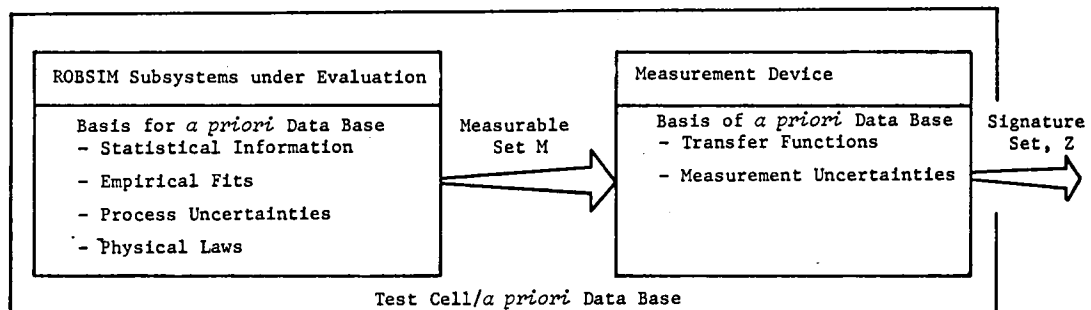 ROBSIM Subsystems under Evaluation
Basis for a priori Data Base
- Statistical Information
- Empirical Fits
- Process Uncertainties
- Physical Laws
Measurable
Set M
Measurement Device
Basis of a priori Data Base
- Transfer Functions
- Measurement Uncertainties
Signature
Set, Z
Test Cell/a priori Data Base